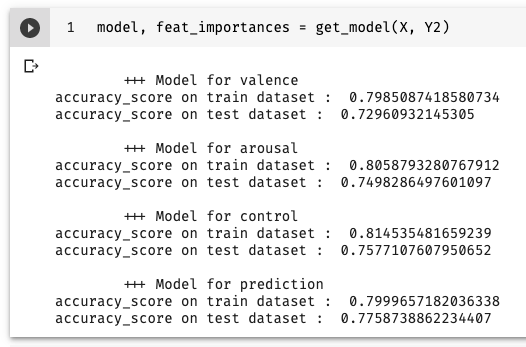 1 model, feat_importances = get_model(X, Y2)
+++ Model for valence
accuracy_score on train dataset : 0.7985087418580734
accuracy_score on test dataset : 0.72960932145305
+++ Model for arousal
accuracy_score on train dataset : 0.8058793280767912
accuracy_score on test dataset : 0.7498286497601097
+++ Model for control
accuracy_score on train dataset : 0.814535481659239
accuracy_score on test dataset : 0.7577107607950652
+++ Model for prediction
accuracy_score on train dataset : 0.7999657182036338
accuracy_score on test dataset : 0.7758738862234407